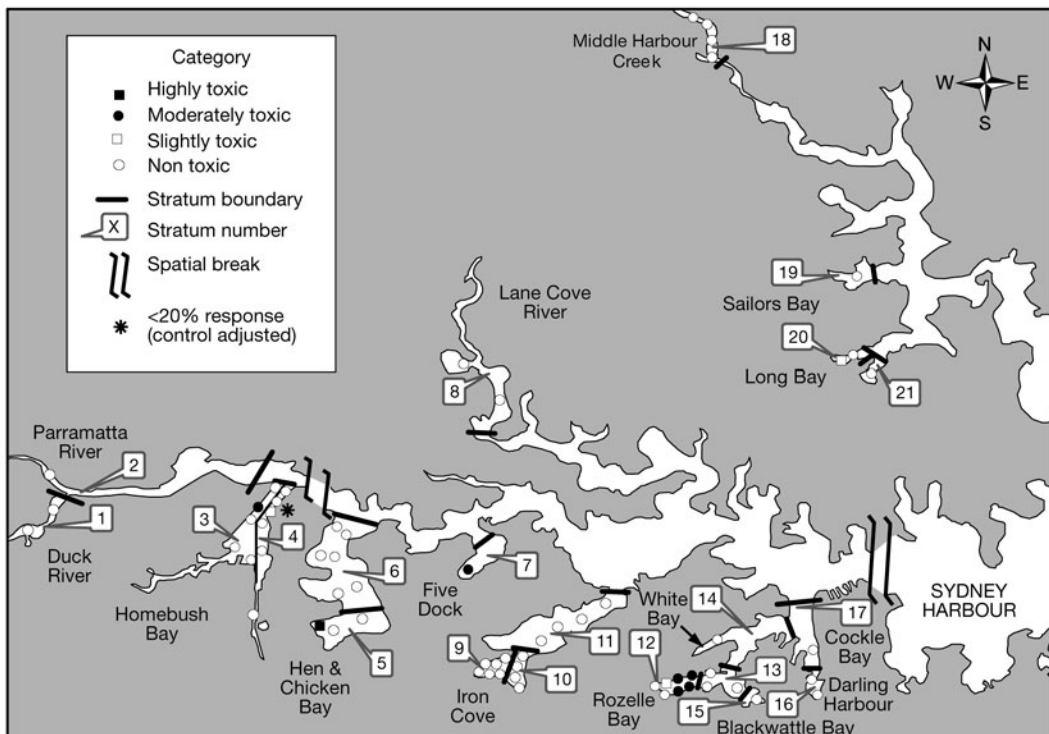 Category
Highly toxic
Moderately toxic
Slightly toxic
Non toxic
Stratum boundary
X
Stratum number
Spatial break
<20% response
(control adjusted)
Middle Harbour
Creek
18
N
W
E
S
19
Sailors Bay
20
Long Bay
21
Lane Cove
River
8
Parramatta
River
2
1
Duck
River
3
4
Homebush
Bay
6
5
Hen &
Chicken
Bay
7
Five
Dock
9
10
11
Iron
Cove
White
Bay
14
17
Cockle
Bay
SYDNEY
HARBOUR
12
13
Rozelle
Bay
15
16
Darling
Harbour
Blackwattle Bay